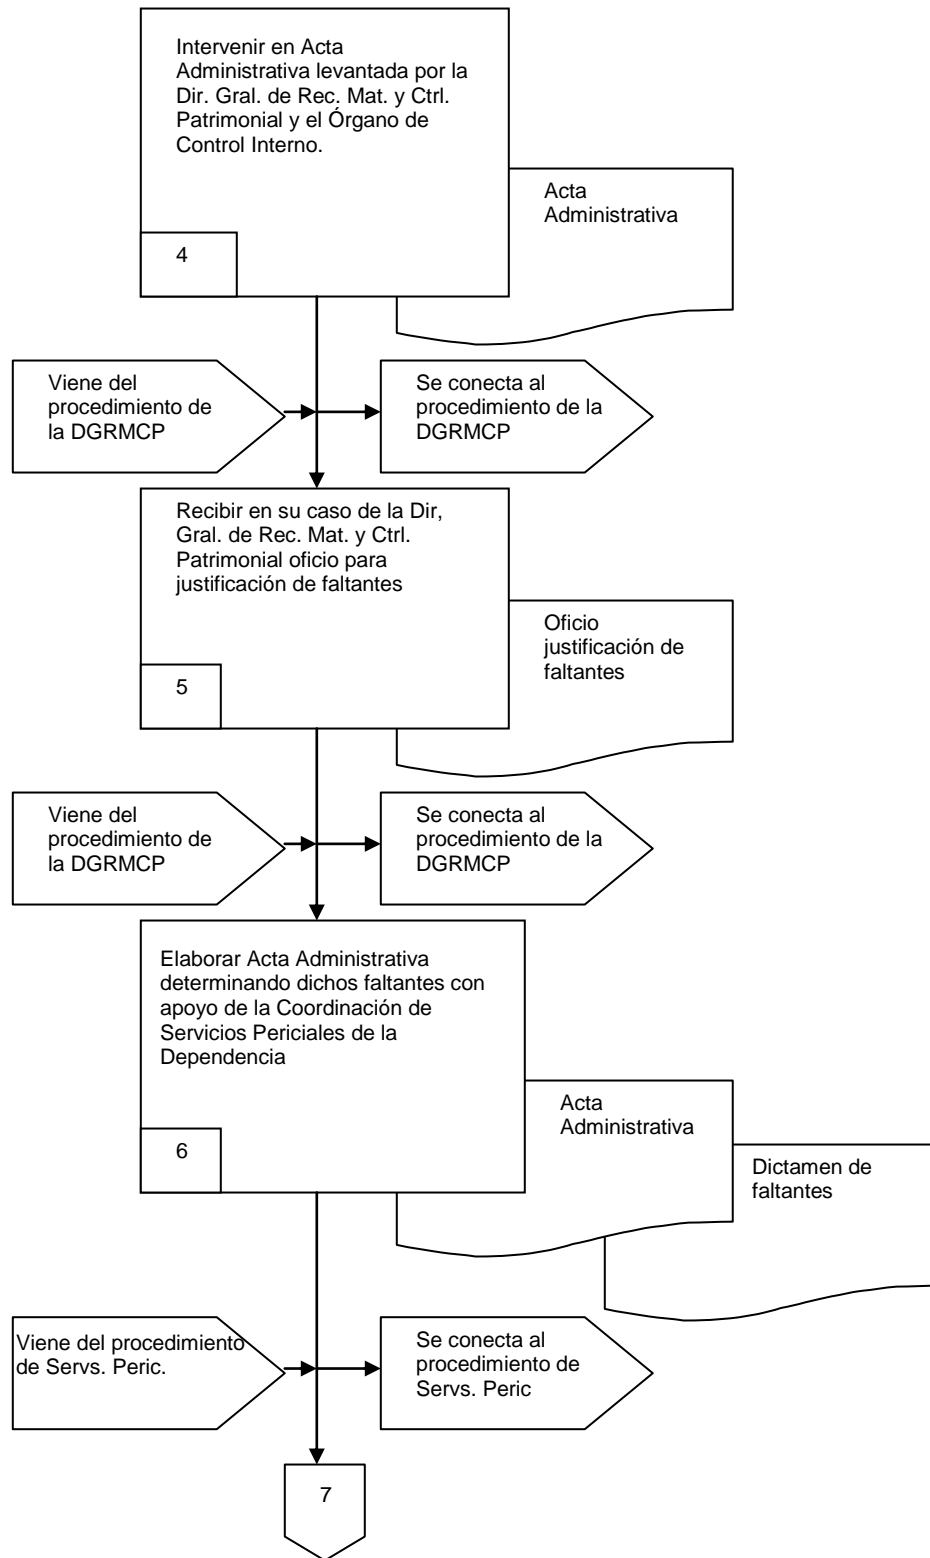 Intervenir en Acta
Administrativa levantada por la
Dir. Gral. de Rec. Mat. y Ctrl.
Patrimonial y el Órgano de
Control Interno.
Acta
Administrativa
4
Viene del
procedimiento de
la DGRMCP
Se conecta al
procedimiento de la
DGRMCP
Recibir en su caso de la Dir,
Gral. de Rec. Mat. y Ctrl.
Patrimonial oficio para
justificación de faltantes
Oficio
justificación de
faltantes
5
Viene del
procedimiento de
la DGRMCP
Se conecta al
procedimiento de la
DGRMCP
Elaborar Acta Administrativa
determinando dichos faltantes con
apoyo de la Coordinación de
Servicios Periciales de la
Dependencia
Acta
Administrativa
6
Dictamen de
faltantes
Viene del procedimiento
de Servs. Peric.
Se conecta al
procedimiento de
Servs. Peric
7